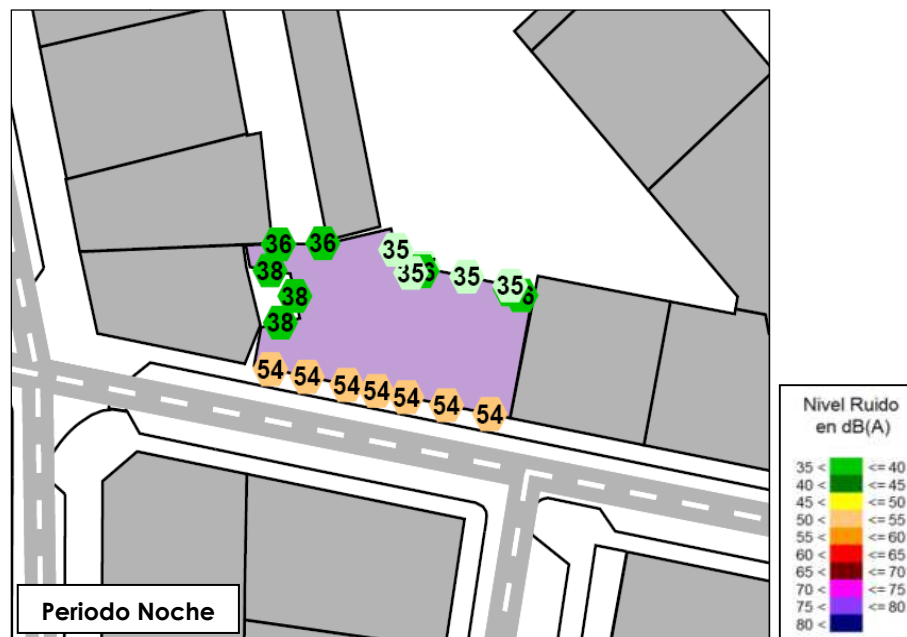 36 36 35
38 35 6 35 35
38 6
38
54 54 54 54 54 54 54
Periodo Noche
Nivel Ruido
en dB(A)
35 < <= 40
40 < <= 45
45 < <= 50
50 < <= 55
55 < <= 60
60 < <= 65
65 < <= 70
70 < <= 75
75 < <= 80
80 <